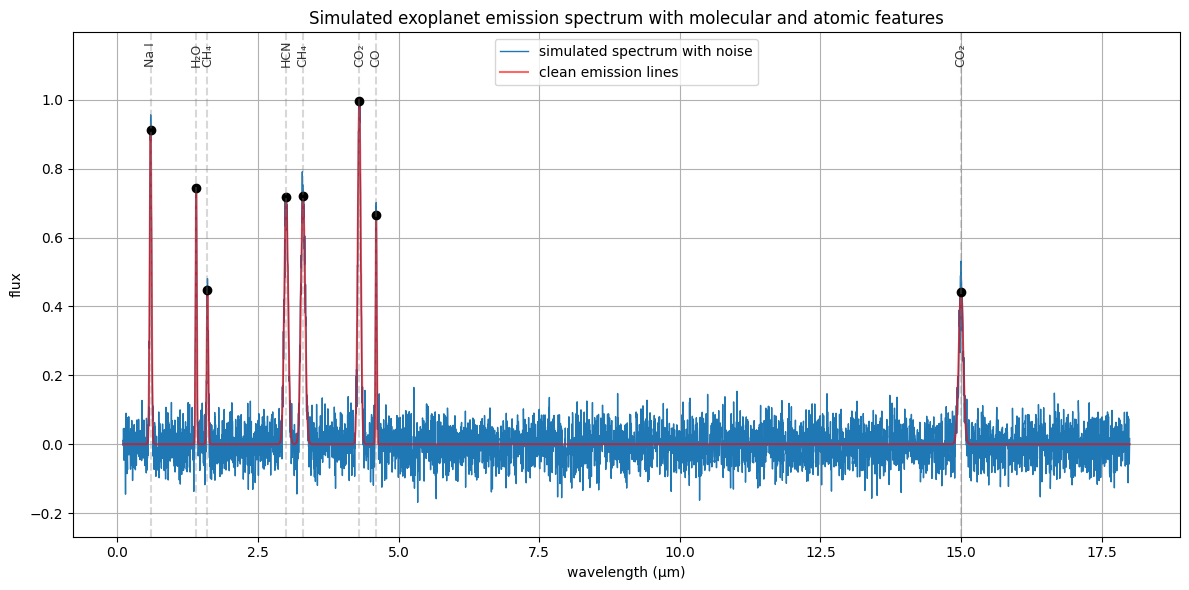 Simulated exoplanet emission spectrum with molecular and atomic features
Na I
H₂O
CH₄
HCN
CH₄
CO₂
CO
CO₂
simulated spectrum with noise
clean emission lines
flux
1.0
0.8
0.6
0.4
0.2
0.0
−0.2
0.0 2.5 5.0 7.5 10.0 12.5 15.0 17.5
wavelength (μm)